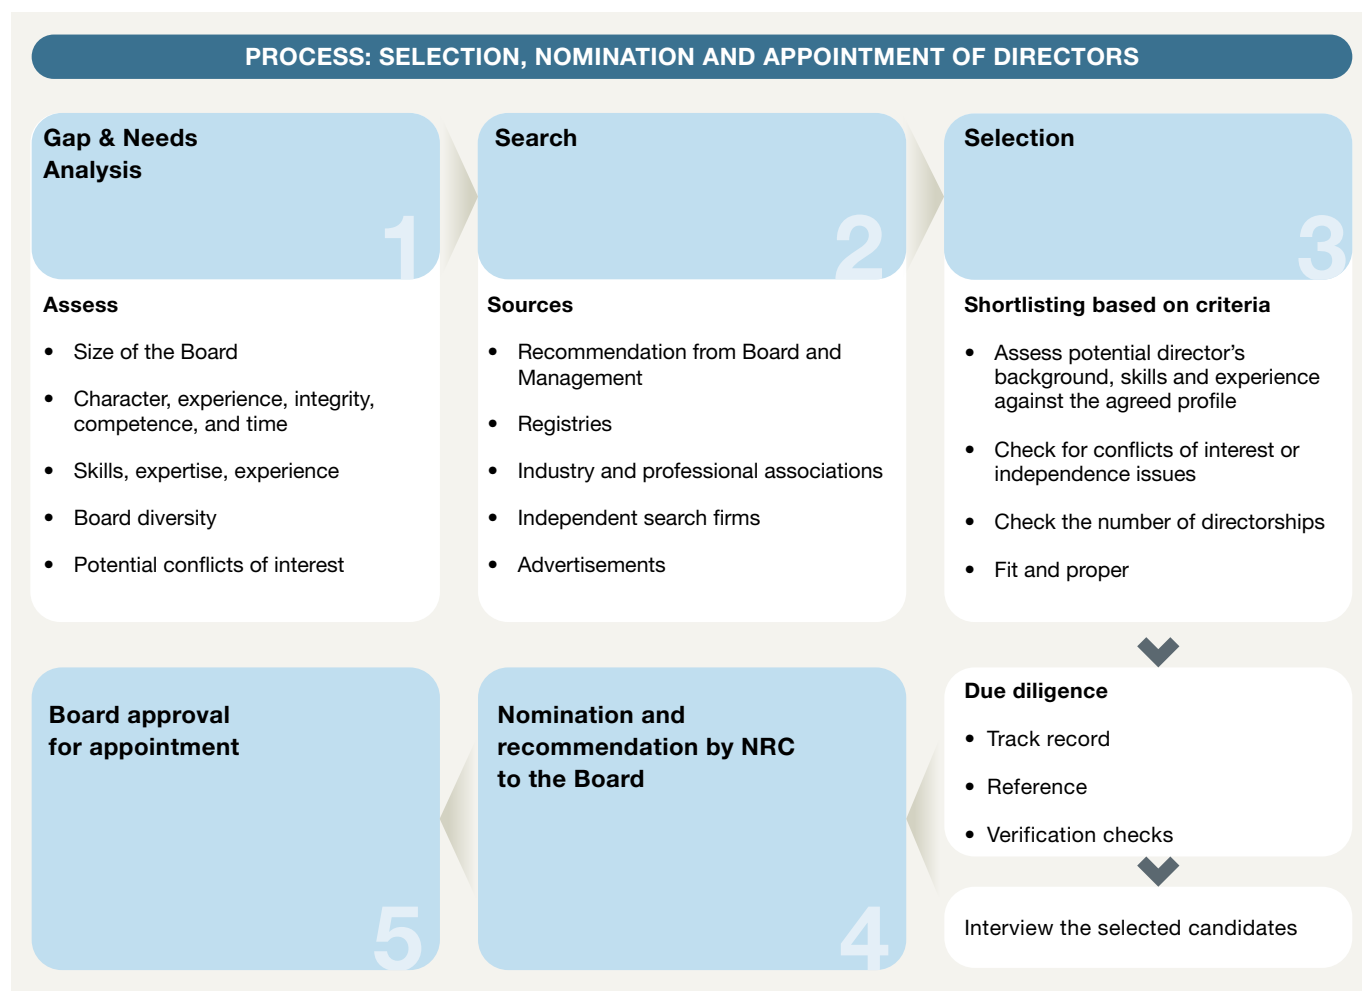 PROCESS: SELECTION, NOMINATION AND APPOINTMENT OF DIRECTORS
Gap & Needs
Analysis
1
Assess
• Size of the Board
• Character, experience, integrity,
competence, and time
• Skills, expertise, experience
• Board diversity
• Potential conflicts of interest
Search
2
Sources
• Recommendation from Board and
Management
• Registries
• Industry and professional associations
• Independent search firms
• Advertisements
Selection
3
Shortlisting based on criteria
• Assess potential director’s
background, skills and experience
against the agreed profile
• Check for conflicts of interest or
independence issues
• Check the number of directorships
• Fit and proper
Due diligence
• Track record
• Reference
• Verification checks
Interview the selected candidates
Nomination and
recommendation by NRC
to the Board
4
Board approval
for appointment
5